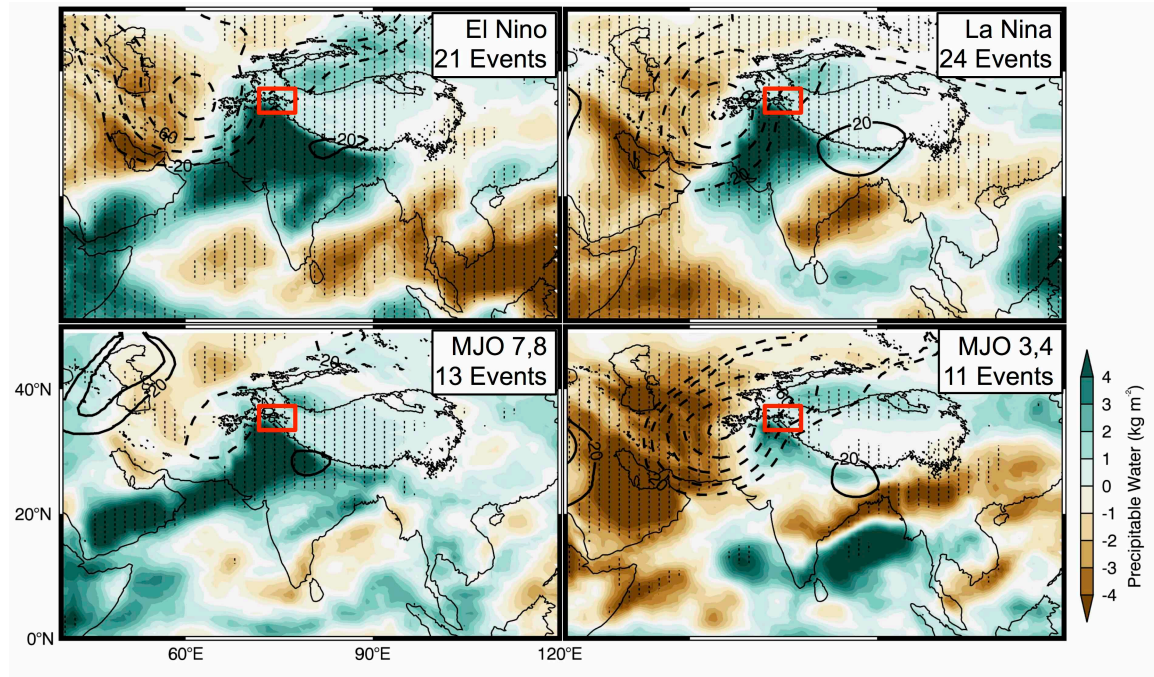 El Nino
21 Events
La Nina
24 Events
60
-20
20
20
MJO 7,8
13 Events
MJO 3,4
11 Events
20
20
40°N
20°N
0°N
60°E
90°E
120°E
4
3
2
1
0
-1
-2
-3
-4
Precipitable Water (kg m⁻²)